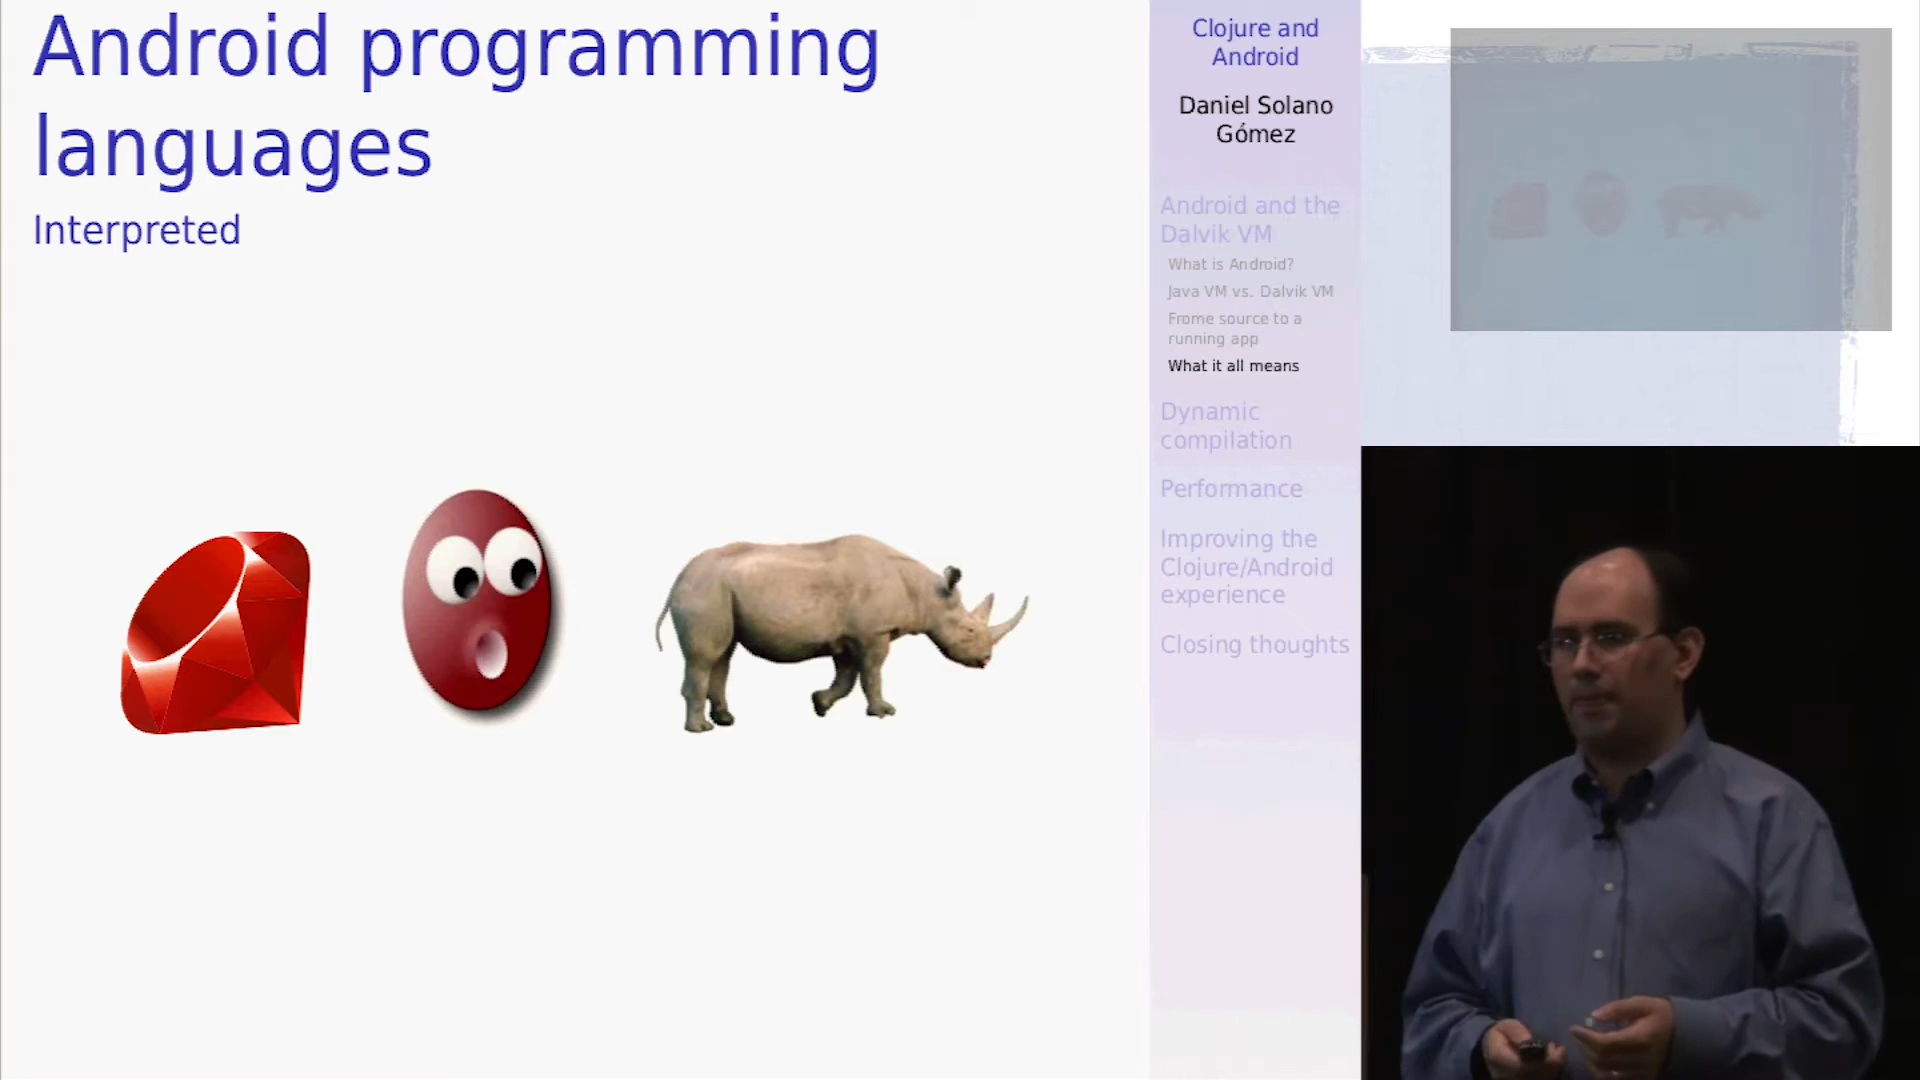 Android programming
languages
Interpreted
Clojure and
Android
Daniel Solano
Gómez
Android and the
Dalvik VM
What is Android?
Java VM vs. Dalvik VM
Frome source to a
running app
What it all means
Dynamic
compilation
Performance
Improving the
Clojure/Android
experience
Closing thoughts